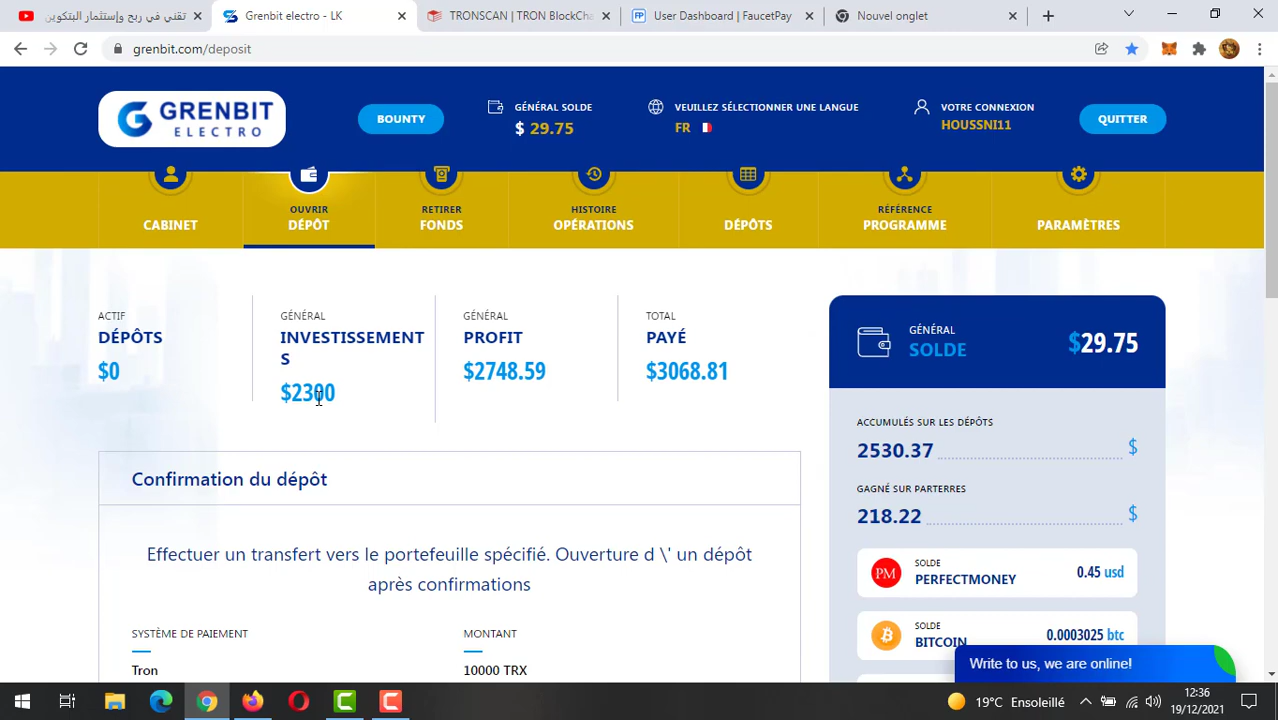 تقني في ربح وإستثمار البتكوين
Grenbit electro - LK
TRONSCAN | TRON BlockCha
User Dashboard | FaucetPay
Nouvel onglet
grenbit.com/deposit
GRENBIT
ELECTRO
BOUNTY
GÉNÉRAL SOLDE
$ 29.75
VEUILLEZ SÉLECTIONNER UNE LANGUE
FR
VOTRE CONNEXION
HOUSSNI11
QUITTER
CABINET
OUVRIR
DÉPÔT
RETIRER
FONDS
HISTOIRE
OPÉRATIONS
DÉPÔTS
RÉFÉRENCE
PROGRAMME
PARAMÈTRES
ACTIF
DÉPÔTS
$0
GÉNÉRAL
INVESTISSEMENT
S
$2300
GÉNÉRAL
PROFIT
$2748.59
TOTAL
PAYÉ
$3068.81
GÉNÉRAL
SOLDE
$29.75
ACCUMULÉS SUR LES DÉPÔTS
2530.37 $
GAGNÉ SUR PARTERRES
218.22 $
PM
SOLDE
PERFECTMONEY
0.45 usd
SOLDE
BITCOIN
0.0003025 btc
Confirmation du dépôt
Effectuer un transfert vers le portefeuille spécifié. Ouverture d \' un dépôt
après confirmations
SYSTÈME DE PAIEMENT
Tron
MONTANT
10000 TRX
Write to us, we are online!
19°C Ensoleillé
12:36
19/12/2021